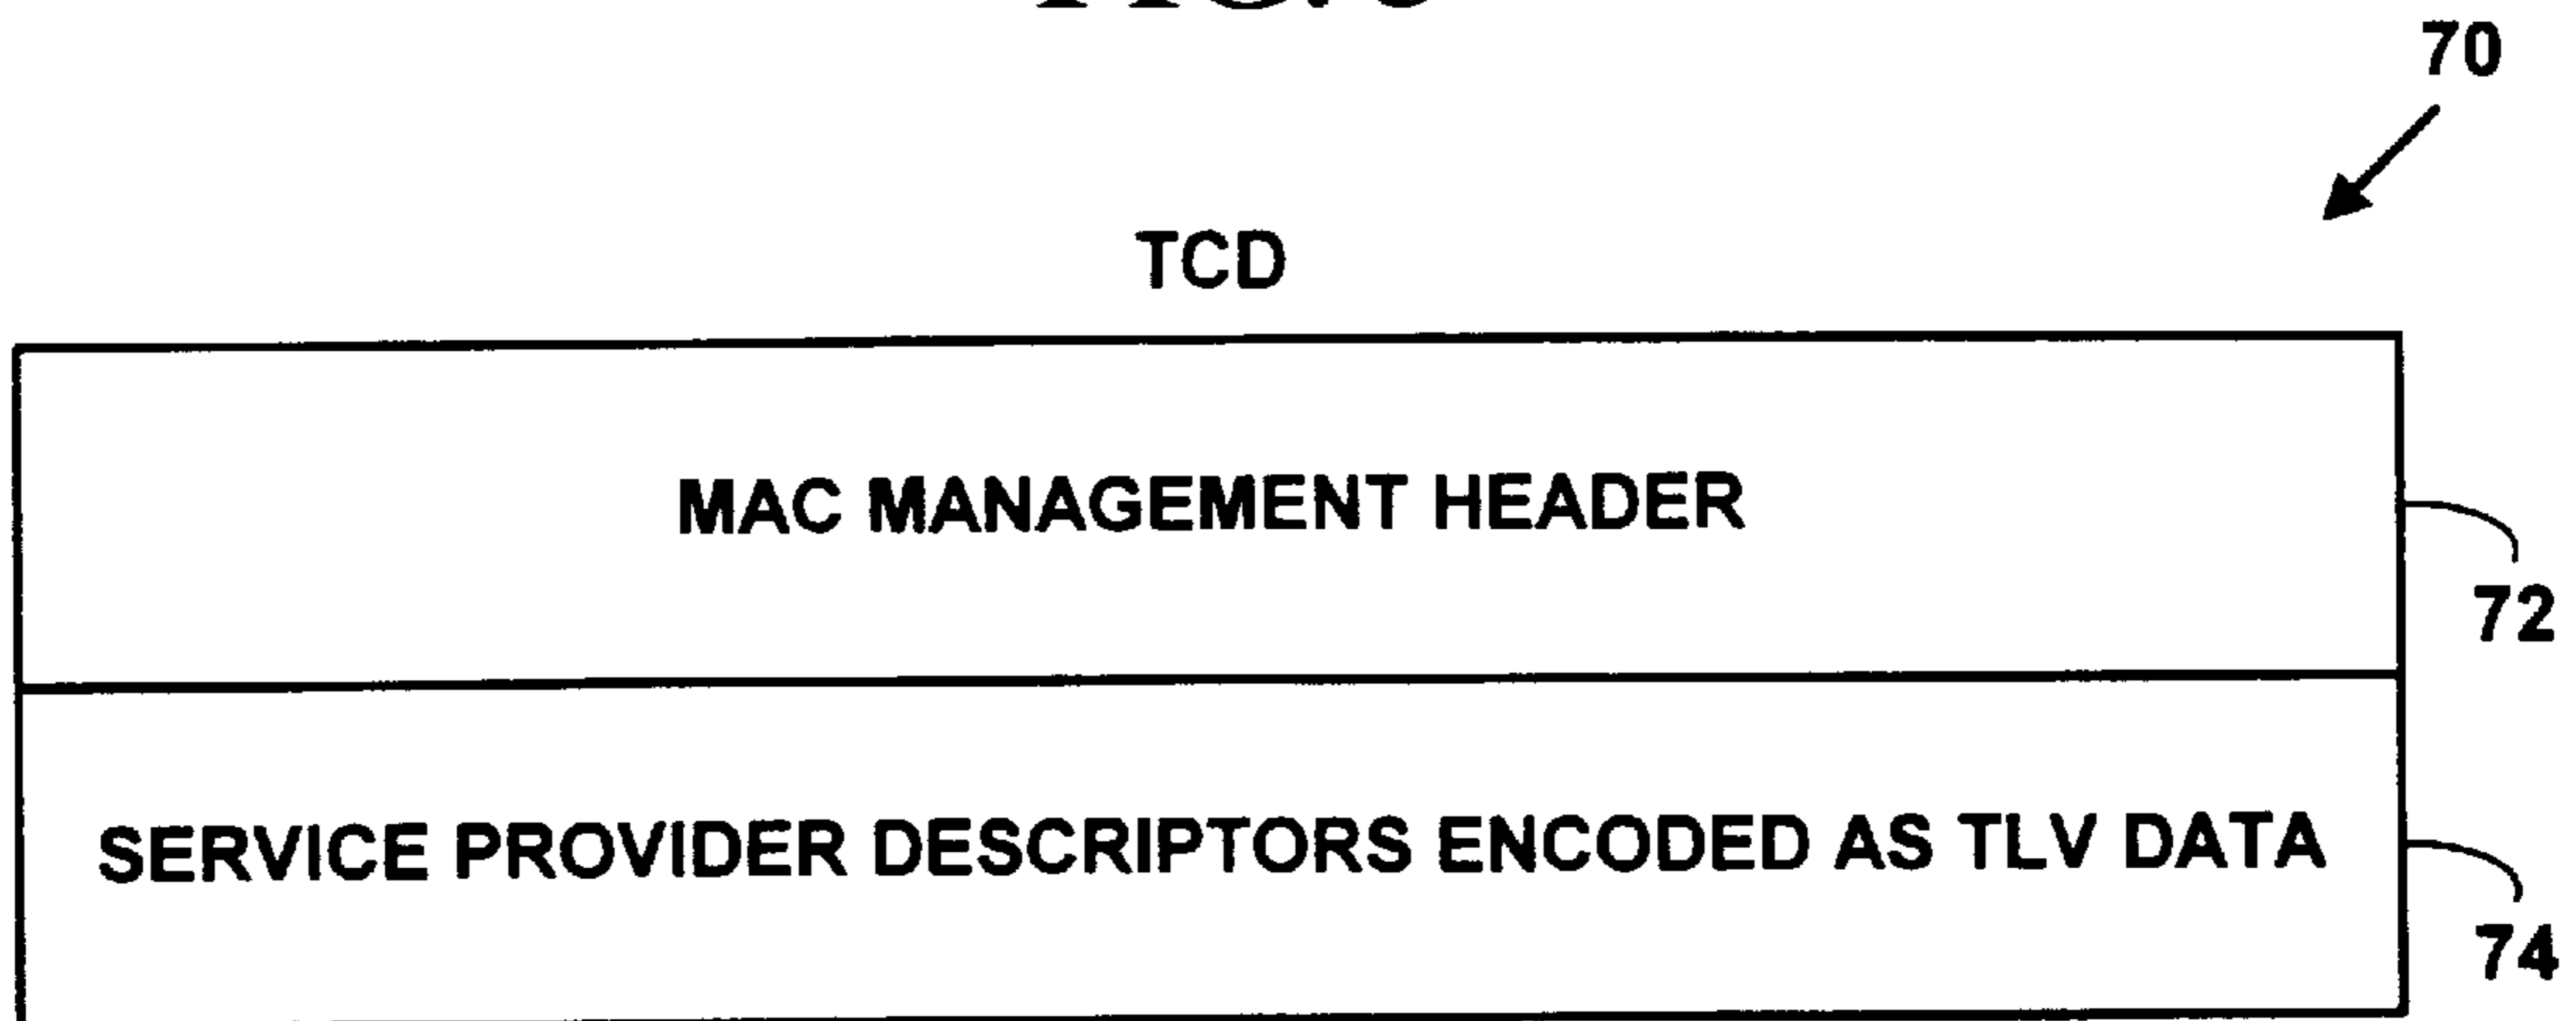 70
TCD
MAC MANAGEMENT HEADER
72
SERVICE PROVIDER DESCRIPTORS ENCODED AS TLV DATA
74